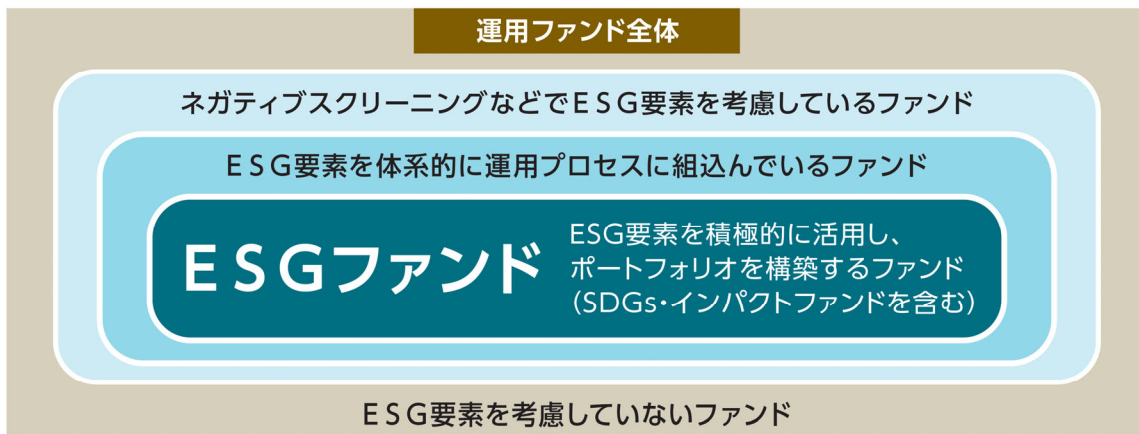 運用ファンド全体
ネガティブスクリーニングなどでESG要素を考慮しているファンド
ESG要素を体系的に運用プロセスに組込んでいるファンド
ESGファンド
ESG要素を積極的に活用し、
ポートフォリオを構築するファンド
(SDGs・インパクトファンドを含む)
ESG要素を考慮していないファンド